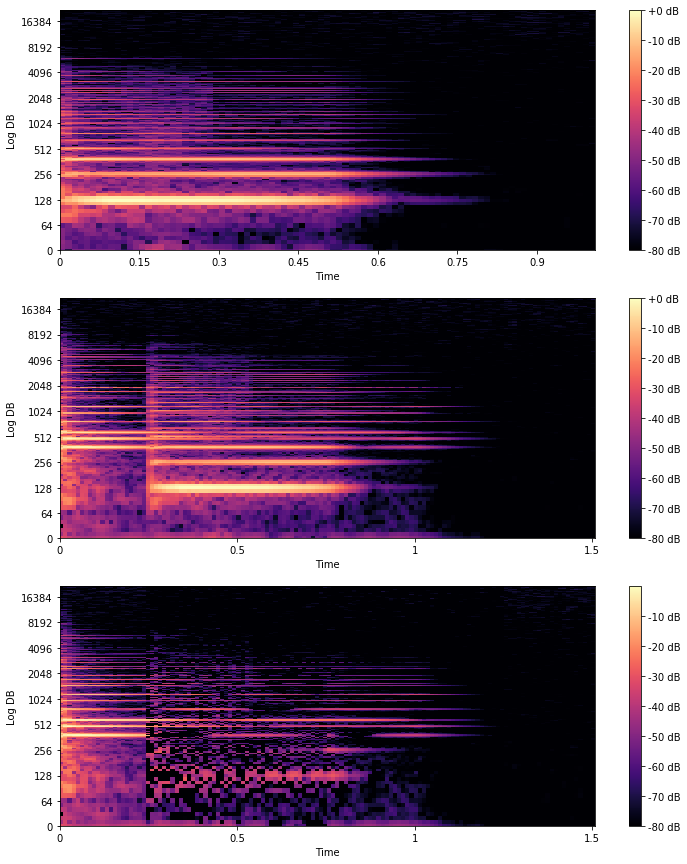 16384
8192
4096
2048
1024
512
256
128
64
0
Log DB
0
0.15
0.3
0.45
0.6
0.75
0.9
Time
+0 dB
-10 dB
-20 dB
-30 dB
-40 dB
-50 dB
-60 dB
-70 dB
-80 dB
16384
8192
4096
2048
1024
512
256
128
64
0
Log DB
0
0.5
1
1.5
Time
+0 dB
-10 dB
-20 dB
-30 dB
-40 dB
-50 dB
-60 dB
-70 dB
-80 dB
16384
8192
4096
2048
1024
512
256
128
64
0
Log DB
0
0.5
1
1.5
Time
-10 dB
-20 dB
-30 dB
-40 dB
-50 dB
-60 dB
-70 dB
-80 dB